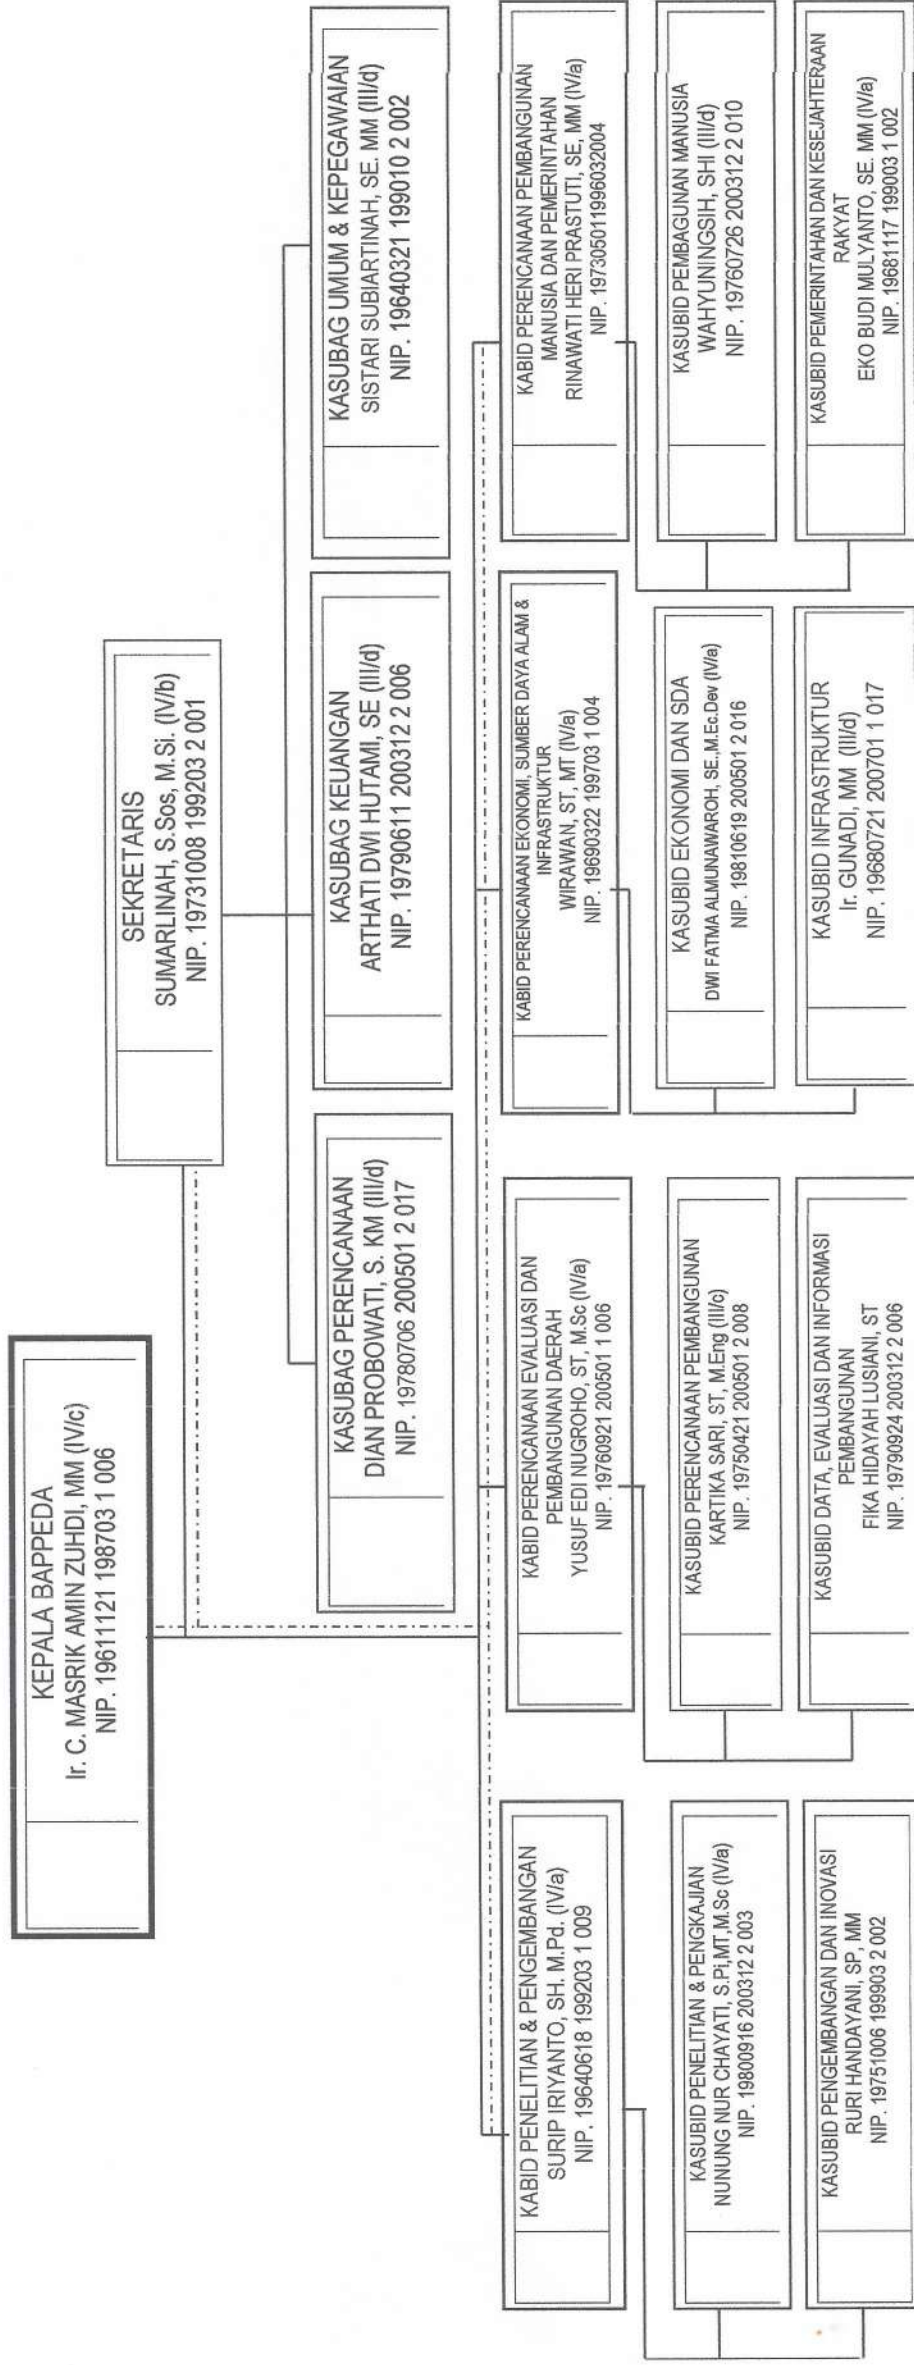 KEPALA BAPPEDA
Ir. C. MASRIK AMIN ZUHDI, MM (IV/c)
NIP. 19611121 198703 1 006
SEKRETARIS
SUMARLINAH, S.Sos, M.Si. (IV/b)
NIP. 19731008 199203 2 001
KASUBAG PERENCANAAN
DIAN PROBOWATI, S. KM (III/d)
NIP. 19780706 200501 2 017
KASUBAG KEUANGAN
ARTHATI DWI HUTAMI, SE (III/d)
NIP. 19790611 200312 2 006
KASUBAG UMUM & KEPEGAWAIAN
SISTARI SUBIARTINAH, SE. MM (III/d)
NIP. 19640321 199010 2 002
KABID PENELITIAN & PENGEMBANGAN
SURIP IRIYANTO, SH. M.Pd. (IV/a)
NIP. 19640618 199203 1 009
KASUBID PENELITIAN & PENGKAJIAN
NUNUNG NUR CHAYATI, S.Pi,MT,M.Sc (IV/a)
NIP. 19800916 200312 2 003
KASUBID PENGEMBANGAN DAN INOVASI
RURI HANDAYANI, SP, MM
NIP. 19751006 199903 2 002
KABID PERENCANAAN EVALUASI DAN
PEMBANGUNAN DAERAH
YUSUF EDI NUGROHO, ST, M.Sc (IV/a)
NIP. 19760921 200501 1 006
KASUBID PERENCANAAN PEMBANGUNAN
KARTIKA SARI, ST, M.Eng (III/c)
NIP. 19750421 200501 2 008
KASUBID DATA, EVALUASI DAN INFORMASI
PEMBANGUNAN
FIKA HIDAYAH LUSIANI, ST
NIP. 19790924 200312 2 006
KABID PERENCANAAN EKONOMI, SUMBER DAYA ALAM &
INFRASTRUKTUR
WIRAWAN, ST, MT (IV/a)
NIP. 19690322 199703 1 004
KASUBID EKONOMI DAN SDA
DWI FATMA ALMUNAWAROH, SE.,M.Ec.Dev (IV/a)
NIP. 19810619 200501 2 016
KASUBID INFRASTRUKTUR
Ir. GUNADI, MM (III/d)
NIP. 19680721 200701 1 017
KABID PERENCANAAN PEMBANGUNAN
MANUSIA DAN PEMERINTAHAN
RINAWATI HERI PRASTUTI, SE, MM (IV/a)
NIP. 197305011996032004
KASUBID PEMBAGUNAN MANUSIA
WAHYUNINGSIH, SHI (III/d)
NIP. 19760726 200312 2 010
KASUBID PEMERINTAHAN DAN KESEJAHTERAAN
RAKYAT
EKO BUDI MULYANTO, SE. MM (IV/a)
NIP. 19681117 199003 1 002